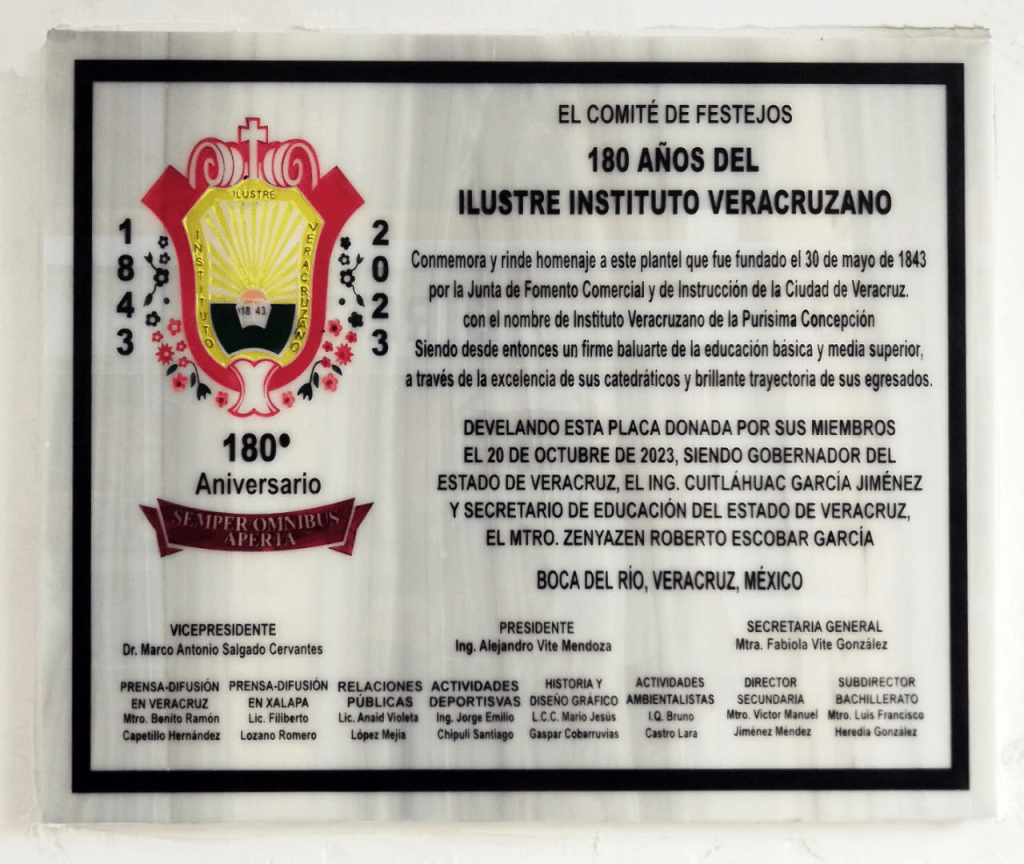 ILUSTRE
INSTITUTO
VERACRUZANO
18 43
1843
2023
180°
Aniversario
SEMPER OMNIBUS
APERTA
EL COMITÉ DE FESTEJOS
180 AÑOS DEL
ILUSTRE INSTITUTO VERACRUZANO
Conmemora y rinde homenaje a este plantel que fue fundado el 30 de mayo de 1843
por la Junta de Fomento Comercial y de Instrucción de la Ciudad de Veracruz.
con el nombre de Instituto Veracruzano de la Purísima Concepción
Siendo desde entonces un firme baluarte de la educación básica y media superior,
a través de la excelencia de sus catedráticos y brillante trayectoria de sus egresados.
DEVELANDO ESTA PLACA DONADA POR SUS MIEMBROS
EL 20 DE OCTUBRE DE 2023, SIENDO GOBERNADOR DEL
ESTADO DE VERACRUZ, EL ING. CUITLÁHUAC GARCÍA JIMÉNEZ
Y SECRETARIO DE EDUCACIÓN DEL ESTADO DE VERACRUZ,
EL MTRO. ZENYAZEN ROBERTO ESCOBAR GARCÍA
BOCA DEL RÍO, VERACRUZ, MÉXICO
VICEPRESIDENTE
Dr. Marco Antonio Salgado Cervantes
PRESIDENTE
Ing. Alejandro Vite Mendoza
SECRETARIA GENERAL
Mtra. Fabiola Vite González
PRENSA-DIFUSIÓN
EN VERACRUZ
Mtro. Benito Ramón
Capetillo Hernández
PRENSA-DIFUSIÓN
EN XALAPA
Lic. Filiberto
Lozano Romero
RELACIONES
PÚBLICAS
Lic. Anaid Violeta
López Mejía
ACTIVIDADES
DEPORTISVAS
Ing. Jorge Emilio
Chipuli Santiago
HISTORIA Y
DISEÑO GRÁFICO
L.C.C. Mario Jesús
Gaspar Cobarruvias
ACTIVIDADES
AMBIENTALISTAS
I.Q. Bruno
Castro Lara
DIRECTOR
SECUNDARIA
Mtro. Víctor Manuel
Jiménez Méndez
SUBDIRECTOR
BACHILLERATO
Mtro. Luis Francisco
Heredia González